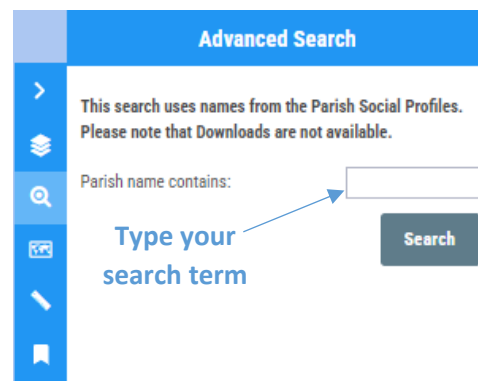 Advanced Search
This search uses names from the Parish Social Profiles.
Please note that Downloads are not available.
Parish name contains:
Type your
search term
Search